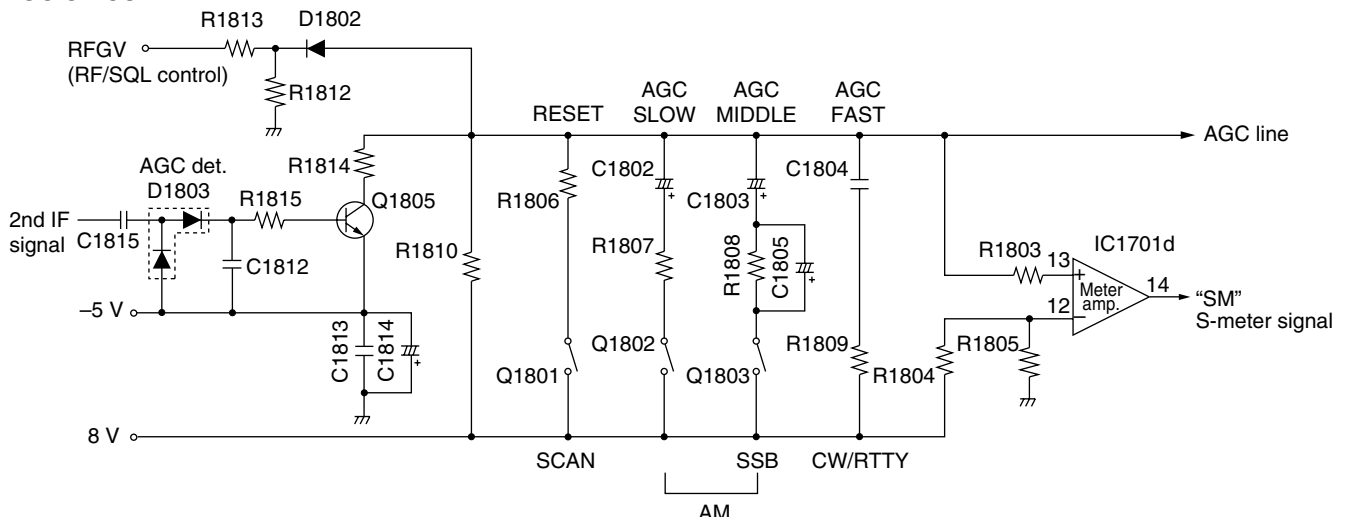 R1813
D1802
RFGV
(RF/SQL control)
R1812
RESET
AGC
SLOW
AGC
MIDDLE
AGC
FAST
AGC line
AGC det.
D1803
R1814
R1815
Q1805
2nd IF
signal
C1815
C1812
R1810
R1806
C1802
R1807
C1803
R1808
C1805
C1804
R1803
IC1701d
13
+
Meter
amp.
14
12
–
"SM"
S-meter signal
–5 V
C1813
C1814
+
Q1801
Q1802
Q1803
R1809
R1804
R1805
8 V
SCAN
SSB
CW/RTTY
AM